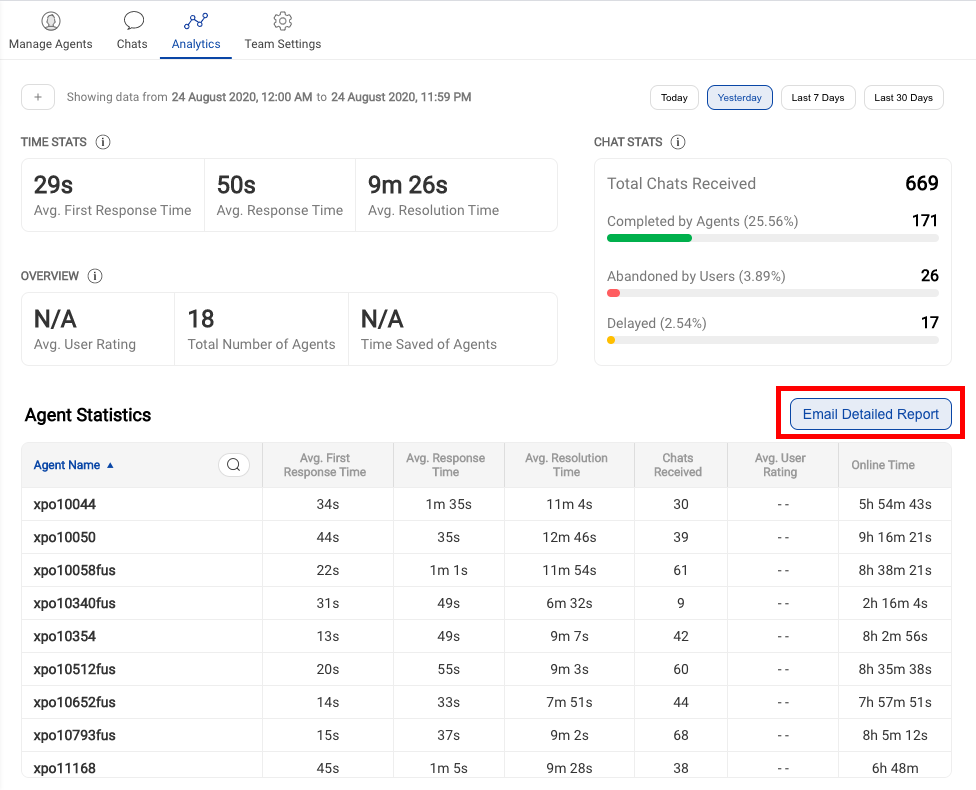 Manage Agents Chats Analytics Team Settings
+ Showing data from 24 August 2020, 12:00 AM to 24 August 2020, 11:59 PM Today Yesterday Last 7 Days Last 30 Days
TIME STATS i
29s 50s 9m 26s
Avg. First Response Time Avg. Response Time Avg. Resolution Time
OVERVIEW i
N/A 18 N/A
Avg. User Rating Total Number of Agents Time Saved of Agents
CHAT STATS i
Total Chats Received 669
Completed by Agents (25.56%) 171
Abandoned by Users (3.89%) 26
Delayed (2.54%) 17
Agent Statistics Email Detailed Report
Agent Name ▲ Avg. First Response Time Avg. Response Time Avg. Resolution Time Chats Received Avg. User Rating Online Time
xpo10044 34s 1m 35s 11m 4s 30 - - 5h 54m 43s
xpo10050 44s 35s 12m 46s 39 - - 9h 16m 21s
xpo10058fus 22s 1m 1s 11m 54s 61 - - 8h 38m 21s
xpo10340fus 31s 49s 6m 32s 9 - - 2h 16m 4s
xpo10354 13s 49s 9m 7s 42 - - 8h 2m 56s
xpo10512fus 20s 55s 9m 3s 60 - - 8h 35m 38s
xpo10652fus 14s 33s 7m 51s 44 - - 7h 57m 51s
xpo10793fus 15s 37s 9m 2s 68 - - 8h 5m 12s
xpo11168 45s 1m 5s 9m 28s 38 - - 6h 48m